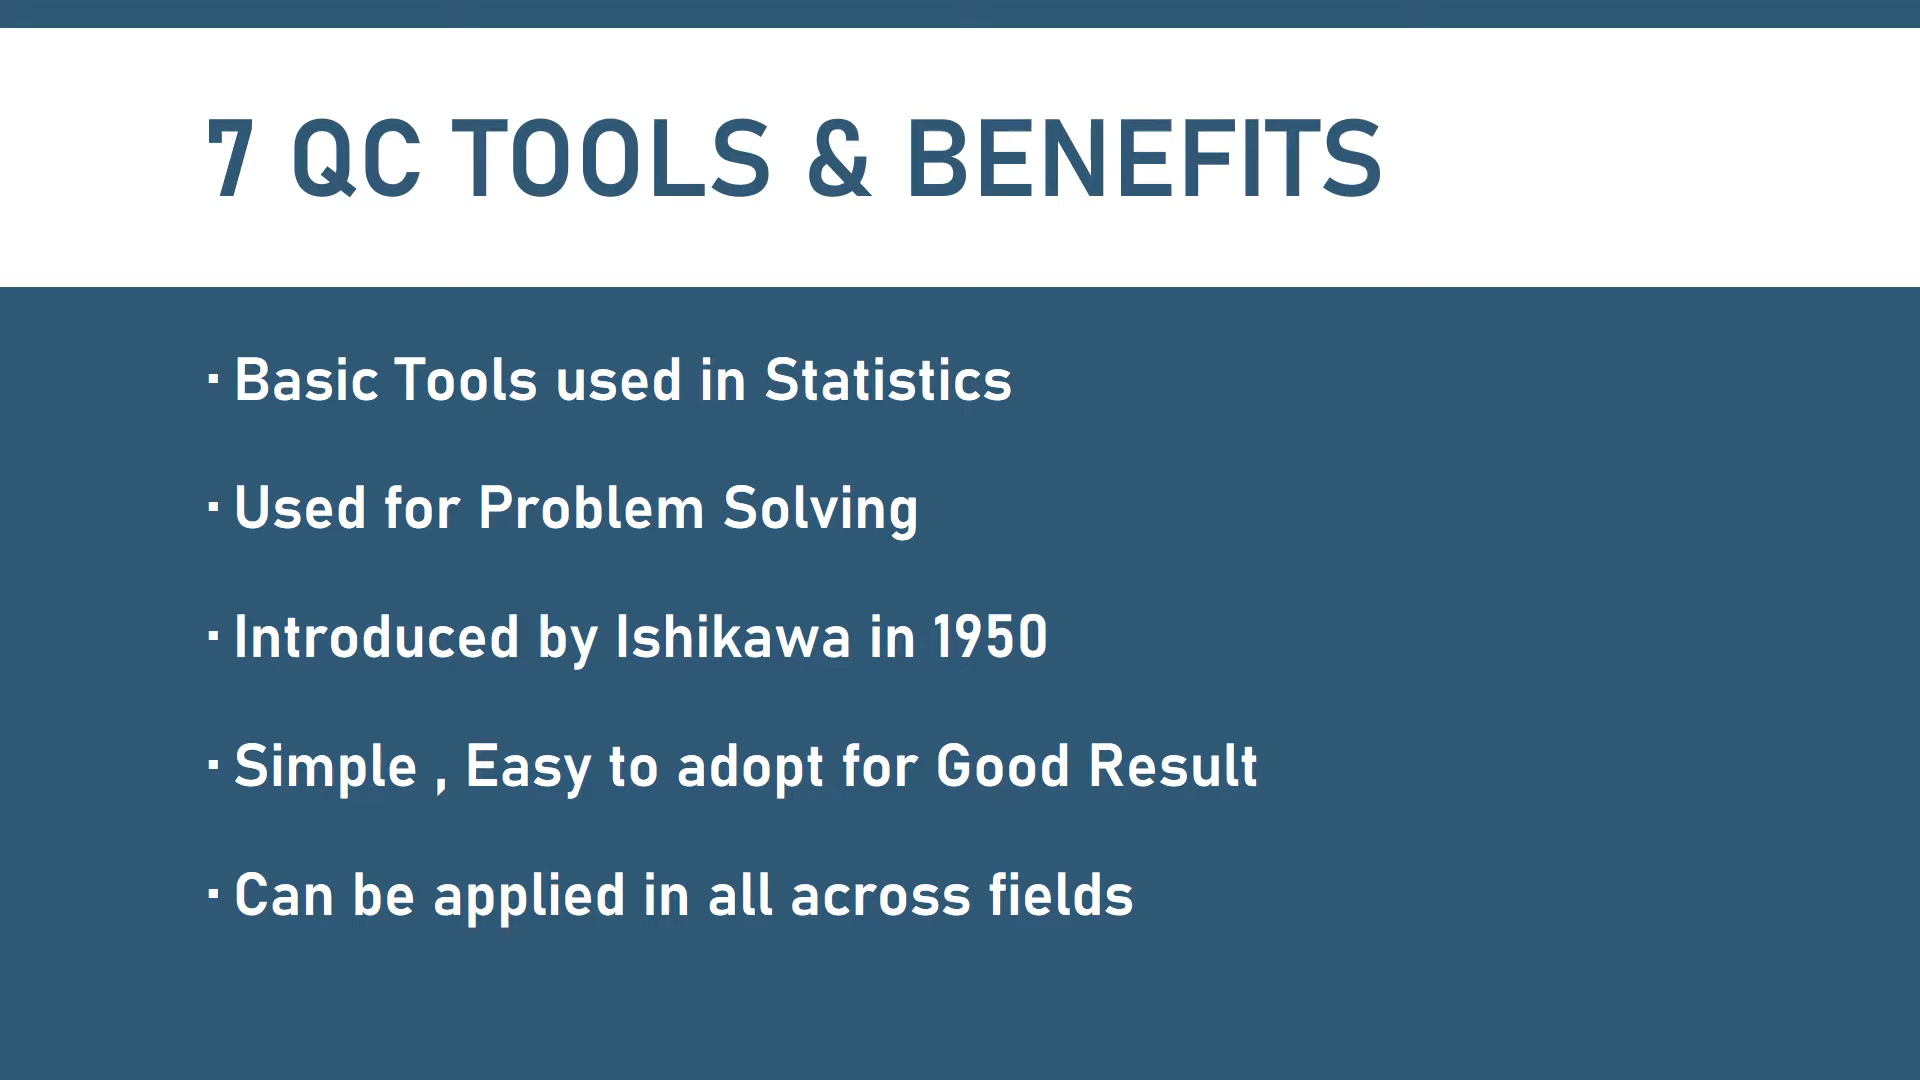 7 QC TOOLS & BENEFITS
▪ Basic Tools used in Statistics
▪ Used for Problem Solving
▪ Introduced by Ishikawa in 1950
▪ Simple , Easy to adopt for Good Result
▪ Can be applied in all across fields